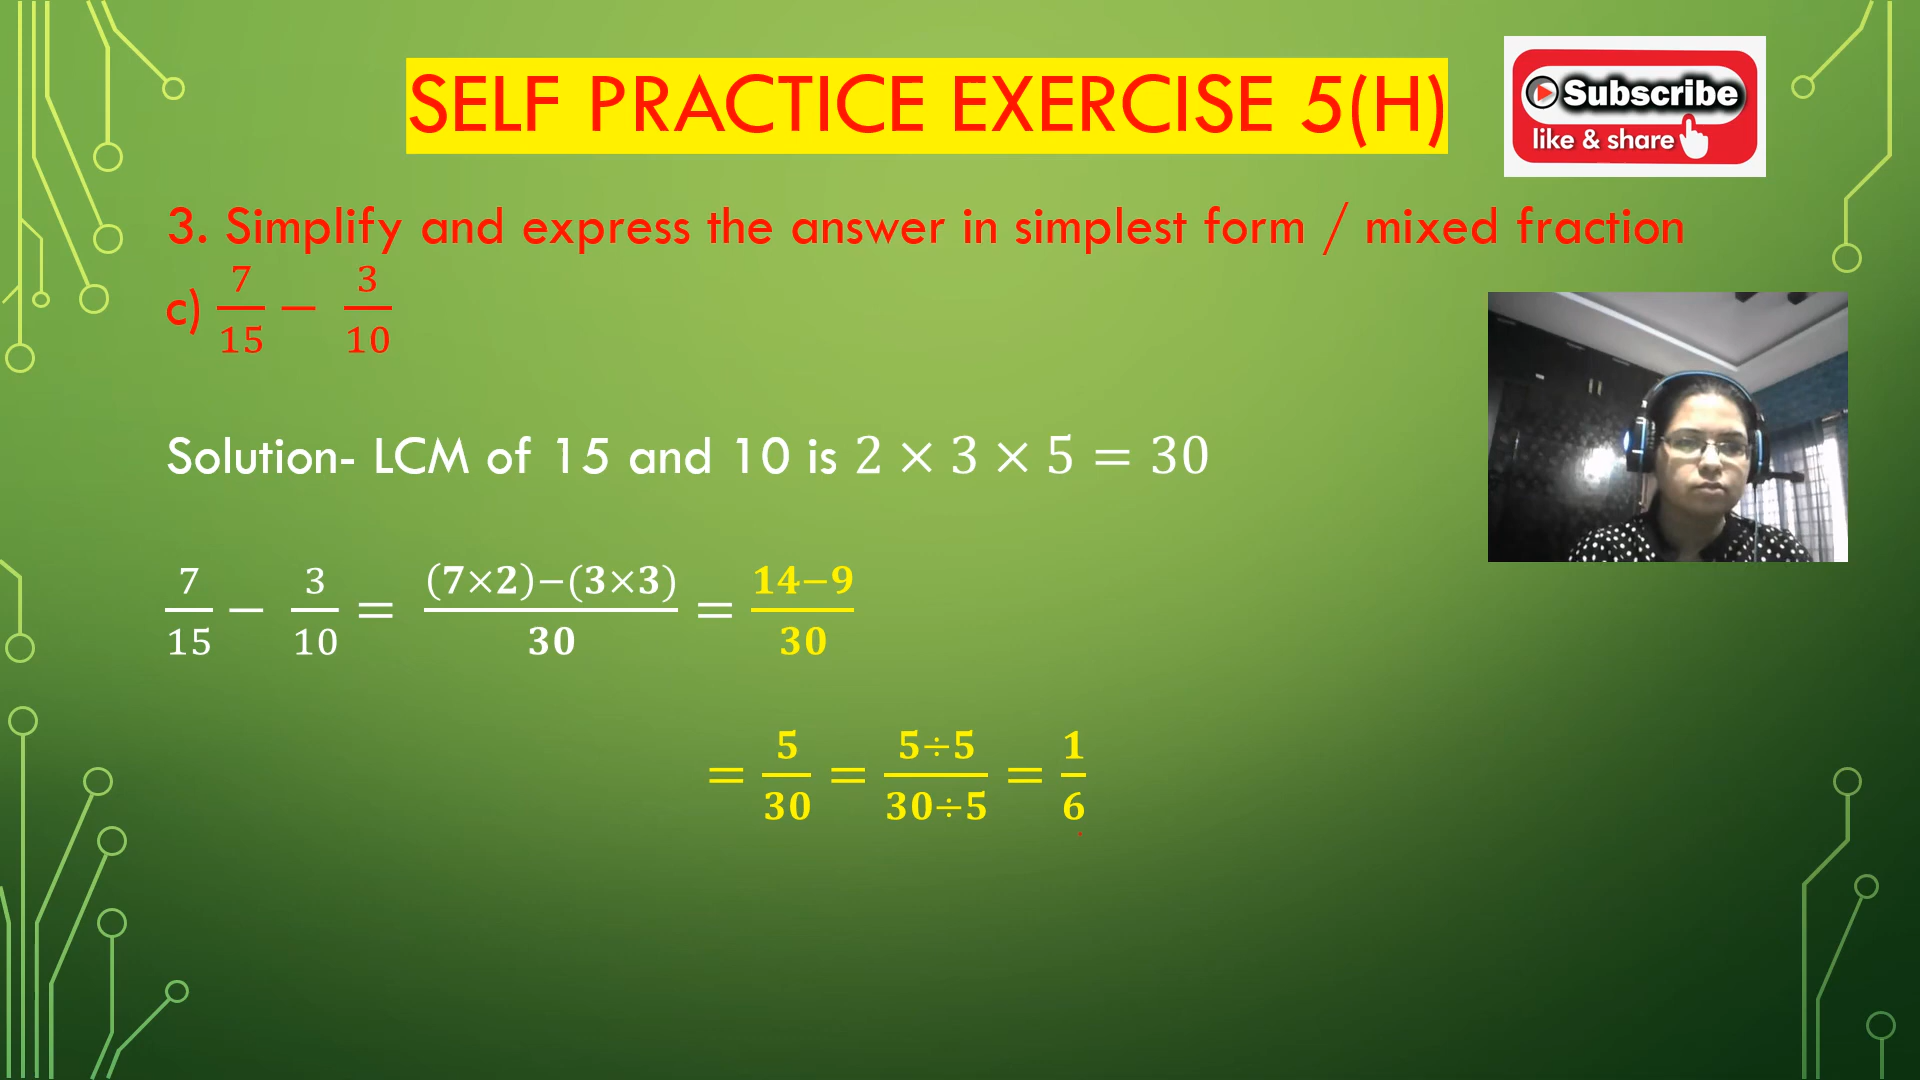 SELF PRACTICE EXERCISE 5(H)
Subscribe
like & share
3. Simplify and express the answer in simplest form / mixed fraction
c) 7/15 − 3/10
Solution- LCM of 15 and 10 is 2 × 3 × 5 = 30
7/15 − 3/10 = (7×2)−(3×3)/30 = 14−9/30
= 5/30 = 5÷5/30÷5 = 1/6